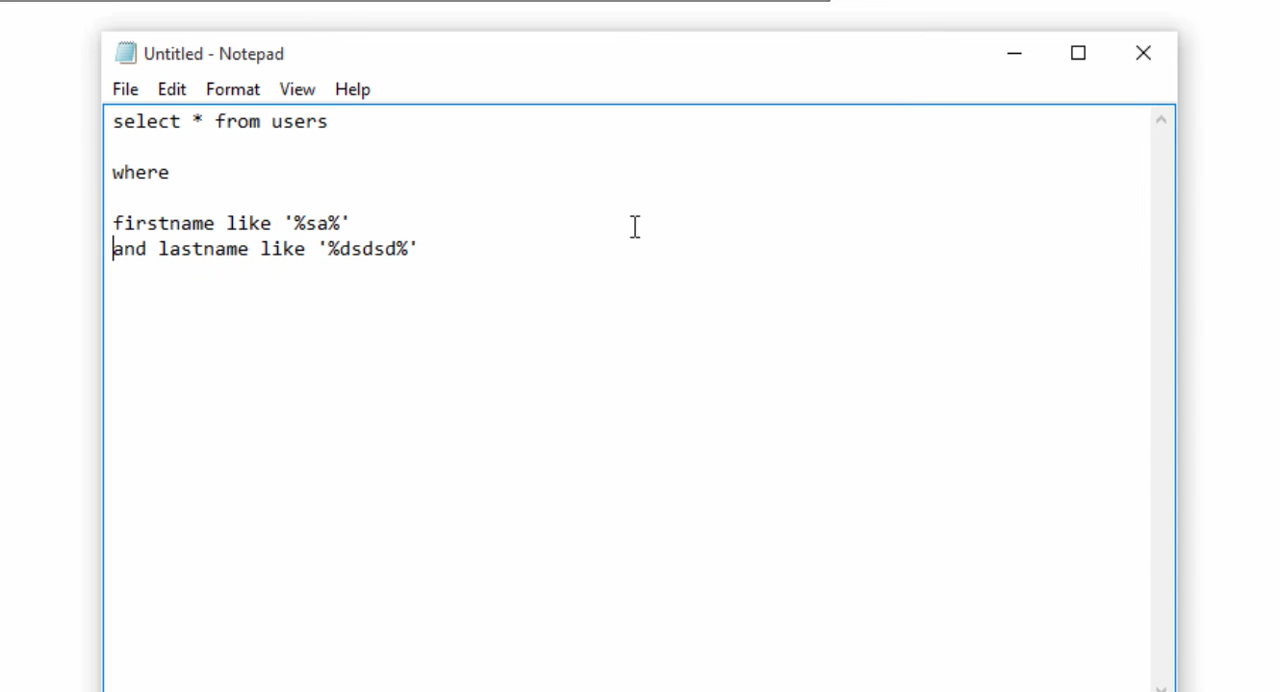 Untitled - Notepad
File Edit Format View Help
select * from users
where
firstname like '%sa%'
and lastname like '%dsdsd%'